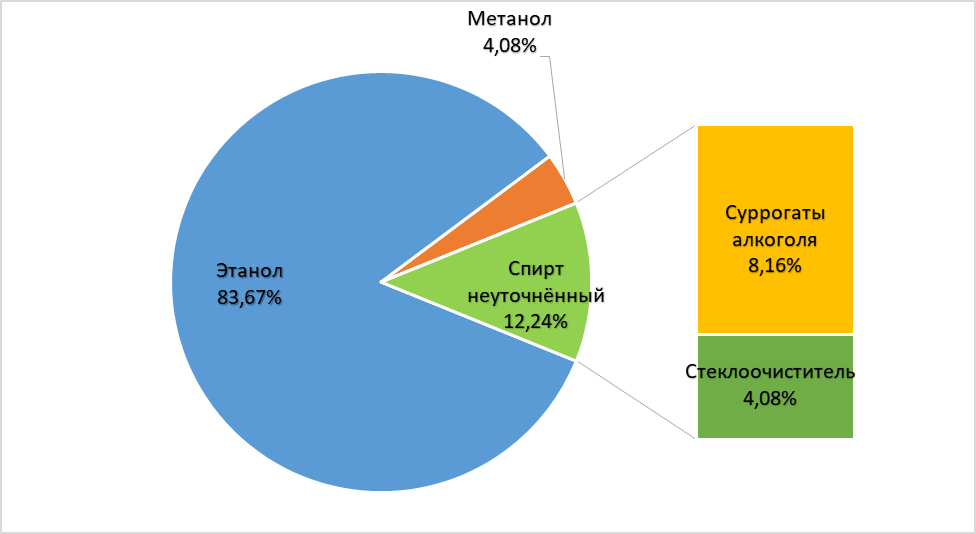 Метанол
4,08%
Этанол
83,67%
Спирт
неуточнённый
12,24%
Суррогаты
алкоголя
8,16%
Стеклоочиститель
4,08%